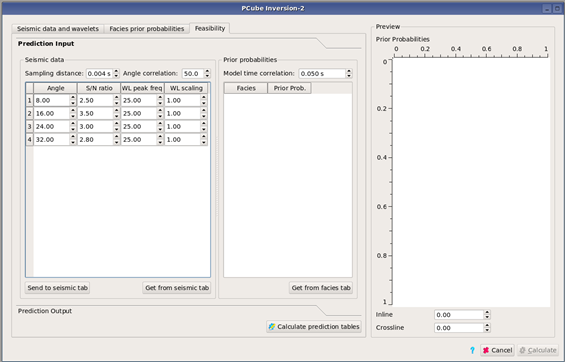 PCube Inversion-2
Seismic data and wavelets Facies prior probabilities Feasibility
Prediction Input
Seismic data
Sampling distance: 0.004 s Angle correlation: 50.0
Angle S/N ratio WL peak freq WL scaling
1 8.00 2.50 25.00 1.00
2 16.00 3.50 25.00 1.00
3 24.00 3.00 25.00 1.00
4 32.00 2.80 25.00 1.00
Send to seismic tab Get from seismic tab
Prior probabilities
Model time correlation: 0.050 s
Facies Prior Prob.
Get from facies tab
Prediction Output
Calculate prediction tables
Preview
Prior Probabilities
0 0.2 0.4 0.6 0.8 1
0
0.2
0.4
0.6
0.8
1
Inline 0.00
Crossline 0.00
? Cancel Calculate